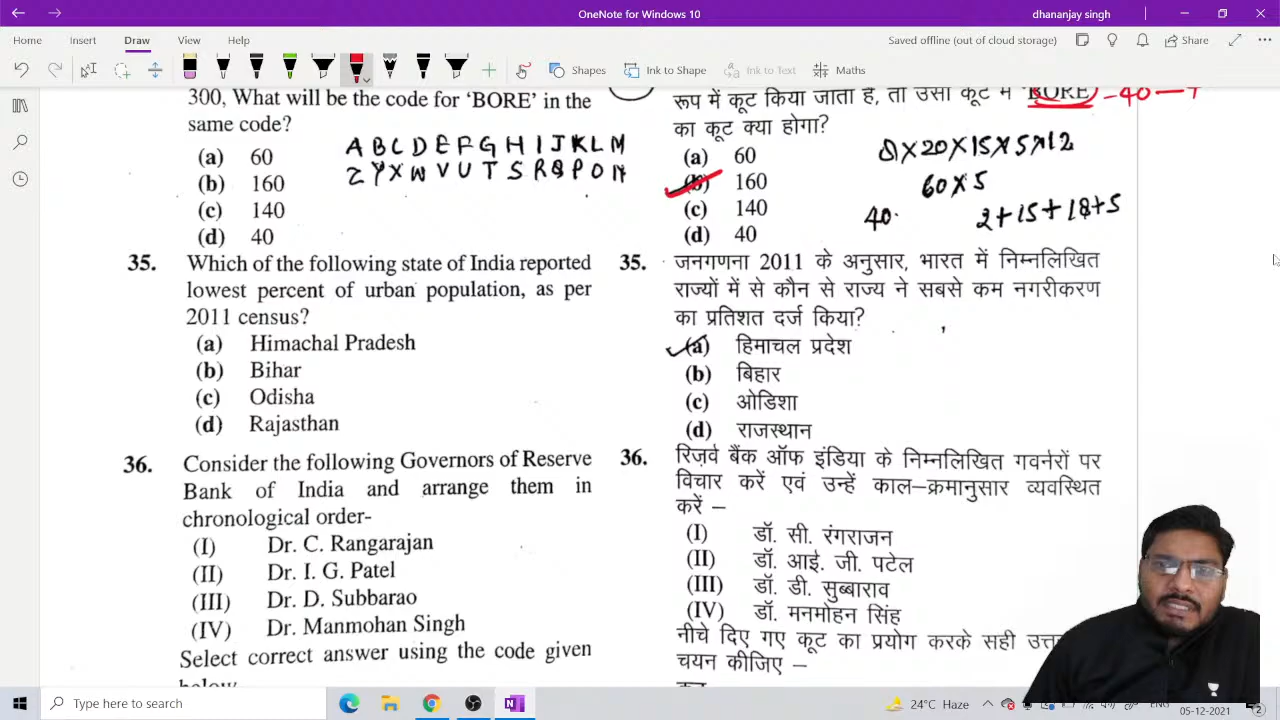 OneNote for Windows 10
dhananjay singh
Home
Insert
Draw
View
Help
Saved offline (out of cloud storage)
Share
Shapes
Ink to Shape
Ink to Text
Maths
300, What will be the code for ‘BORE’ in the
same code?
(a) 60
(b) 160
(c) 140
(d) 40
A B C D E F G H I J K L M
Z Y X W V U T S R Q P O N
35. Which of the following state of India reported
lowest percent of urban population, as per
2011 census?
(a) Himachal Pradesh
(b) Bihar
(c) Odisha
(d) Rajasthan
36. Consider the following Governors of Reserve
Bank of India and arrange them in
chronological order-
(I) Dr. C. Rangarajan
(II) Dr. I. G. Patel
(III) Dr. D. Subbarao
(IV) Dr. Manmohan Singh
Select correct answer using the code given
below
रूप में कूट किया जाता है, तो उसी कूट में ‘BORE’ - 40 -
का कूट क्या होगा?
(a) 60
(b) 160
(c) 140
(d) 40
X 20 X 15 X 5 X 12
60 X 5
40
2 + 15 + 18 + 5
35. जनगणना 2011 के अनुसार, भारत में निम्नलिखित
राज्यों में से कौन से राज्य ने सबसे कम नगरीकरण
का प्रतिशत दर्ज किया?
(a) हिमाचल प्रदेश
(b) बिहार
(c) ओडिशा
(d) राजस्थान
36. रिज़र्व बैंक ऑफ इंडिया के निम्नलिखित गवर्नरों पर
विचार करें एवं उन्हें काल-क्रमानुसार व्यवस्थित
करें –
(I) डॉ. सी. रंगराजन
(II) डॉ. आई. जी. पटेल
(III) डॉ. डी. सुब्बाराव
(IV) डॉ. मनमोहन सिंह
नीचे दिए गए कूट का प्रयोग करके सही
चयन कीजिए –
Type here to search
24°C Haze
05-12-2021